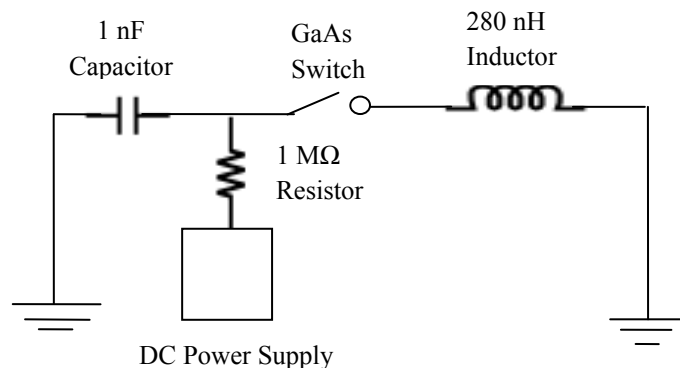 1 nF
Capacitor
GaAs
Switch
280 nH
Inductor
1 MΩ
Resistor
DC Power Supply